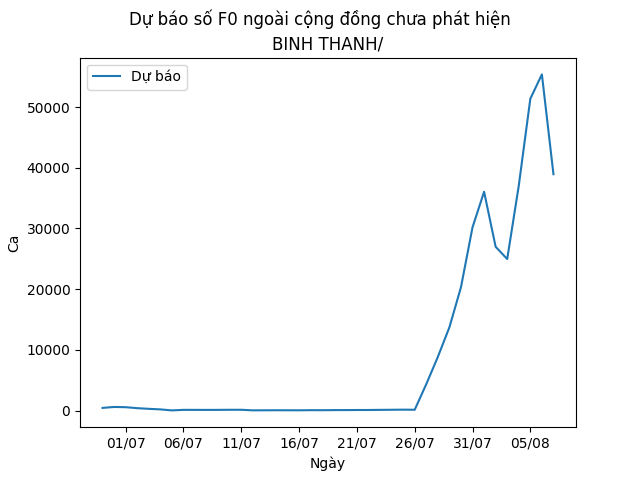 Dự báo số F0 ngoài cộng đồng chưa phát hiện
BINH THANH/
Dự báo
50000
40000
30000
20000
10000
0
Ca
01/07 06/07 11/07 16/07 21/07 26/07 31/07 05/08
Ngày